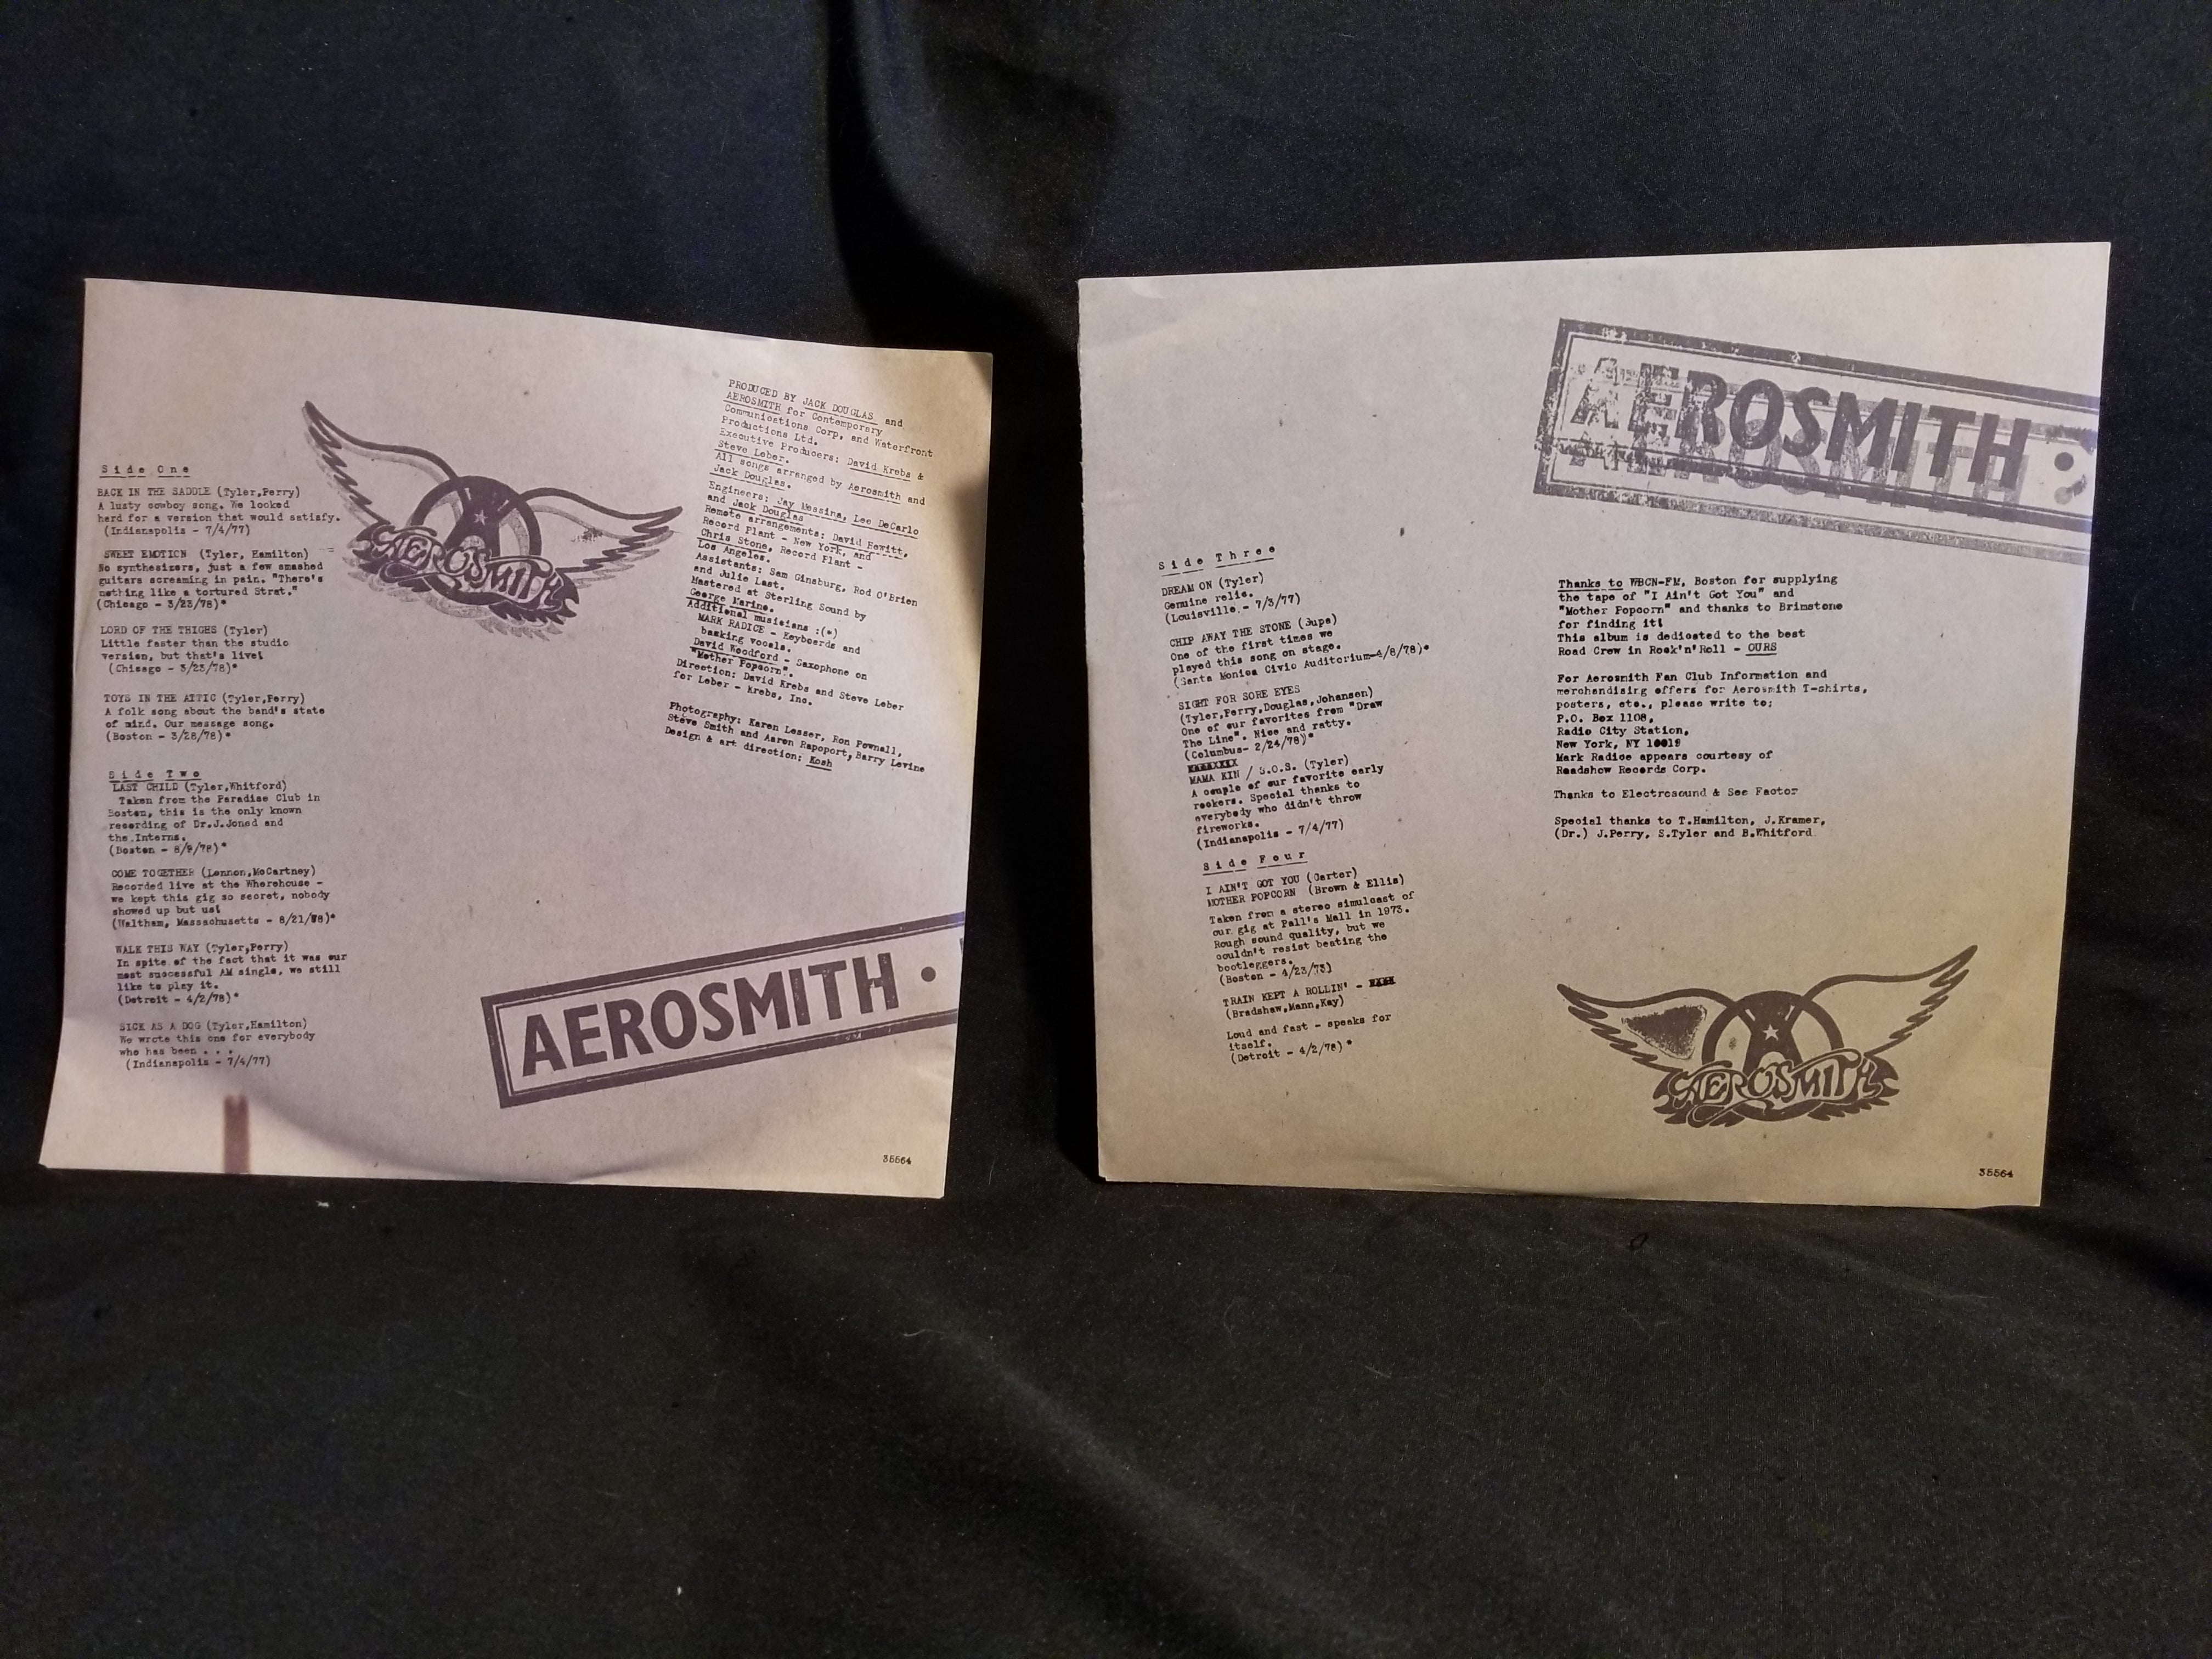 Side One
BACK IN THE SADDLE (Tyler,Perry)
A lusty cowboy song. We looked
hard for a version that would satisfy.
(Indianapolis - 7/4/77)
SWEET EMOTION (Tyler, Hamilton)
No synthesizers, just a few smashed
guitars screaming in pain. "There's
nothing like a tortured Strat."
(Chicago - 3/23/78)*
LORD OF THE THIGHS (Tyler)
Little faster than the studio
version, but that's live!
(Chicago - 3/23/78)*
TOYS IN THE ATTIC (Tyler,Perry)
A folk song about the band's state
of mind. Our message song.
(Boston - 3/28/78)*
Side Two
LAST CHILD (Tyler,Whitford)
Taken from the Paradise Club in
Boston, this is the only known
recording of Dr.J.Joned and
the Interns.
(Boston - 8/9/78)*
COME TOGETHER (Lennon,McCartney)
Recorded live at the Wherehouse -
we kept this gig so secret, nobody
showed up but us!
(Waltham, Massachusetts - 8/21/78)*
WALK THIS WAY (Tyler,Perry)
In spite of the fact that it was our
most successful AM single, we still
like to play it.
(Detroit - 4/2/78)*
SICK AS A DOG (Tyler,Hamilton)
We wrote this one for everybody
who has been . . .
(Indianapolis - 7/4/77)
AEROSMITH
PRODUCED BY JACK DOUGLAS and
AEROSMITH for Contemporary
Communications Corp. and Waterfront
Productions Ltd.
Executive Producers: David Krebs &
Steve Leber.
All songs arranged by Aerosmith and
Jack Douglas.
Engineers: Jay Messina, Lee DeCarlo
and Jack Douglas
Remote arrangements: David Hewitt,
Record Plant - New York, and
Chris Stone, Record Plant -
Los Angeles.
Assistants: Sam Ginsburg, Rod O'Brien
and Julie Last.
Mastered at Sterling Sound by
George Marino.
Additional musicians :(*)
MARK RADICE - Keyboards and
backing vocals.
David Woodford - Saxophone on
"Mother Popcorn".
Direction: David Krebs and Steve Leber
for Leber - Krebs, Inc.
Photography: Karen Lesser, Ron Pownall,
Steve Smith and Aaron Rapoport, Barry Levine
Design & art direction: Kosh
AEROSMITH •
35564
AEROSMITH •
Side Three
DREAM ON (Tyler)
Genuine relic.
(Louisville - 7/3/77)
CHIP AWAY THE STONE (Supa)
One of the first times we
played this song on stage.
(Santa Monica Civic Auditorium-4/8/78)*
SIGHT FOR SORE EYES
(Tyler,Perry,Douglas,Johansen)
One of our favorites from "Draw
The Line". Nice and ratty.
(Columbus- 2/24/78)*
MAMA KIN / S.O.S. (Tyler)
A couple of our favorite early
rockers. Special thanks to
everybody who didn't throw
fireworks.
(Indianapolis - 7/4/77)
Side Four
I AIN'T GOT YOU (Carter)
MOTHER POPCORN (Brown & Ellis)
Taken from a stereo simulcast of
our gig at Pall's Mall in 1973.
Rough sound quality, but we
couldn't resist beating the
bootleggers.
(Boston - 4/23/73)
TRAIN KEPT A ROLLIN' -
(Bradshaw,Mann,Kay)
Loud and fast - speaks for
itself.
(Detroit - 4/2/78)*
Thanks to WBCN-FM, Boston for supplying
the tape of "I Ain't Got You" and
"Mother Popcorn" and thanks to Brimstone
for finding it!
This album is dedicated to the best
Road Crew in Rock'n'Roll - OURS
For Aerosmith Fan Club Information and
merchandising offers for Aerosmith T-shirts,
posters, etc., please write to;
P.O. Box 1108,
Radio City Station,
New York, NY 10019
Mark Radice appears courtesy of
Roadshow Records Corp.
Thanks to Electrosound & See Factor
Special thanks to T.Hamilton, J.Kramer,
(Dr.) J.Perry, S.Tyler and B.Whitford
AEROSMITH
35564